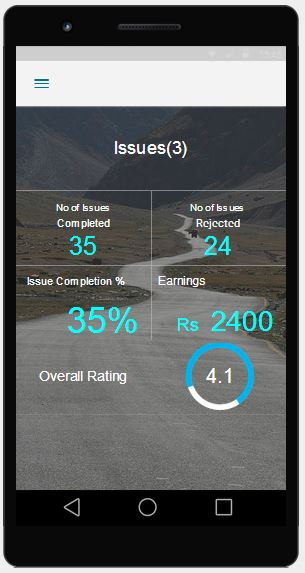 Issues(3)
No of Issues
Completed
35
No of Issues
Rejected
24
Issue Completion %
35%
Earnings
Rs 2400
Overall Rating
4.1